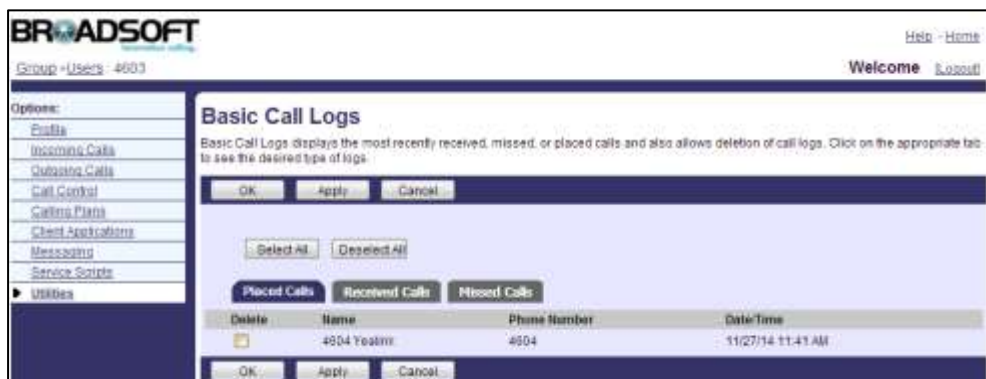 BROADSOFT
Help - Home
Group >Users : 4603
Welcome [Logout]
Options:
Profile
Incoming Calls
Outgoing Calls
Call Control
Calling Plans
Client Applications
Messaging
Service Scripts
Utilities
Basic Call Logs
Basic Call Logs displays the most recently received, missed, or placed calls and also allows deletion of call logs. Click on the appropriate tab
to see the desired type of logs.
OK Apply Cancel
Select All Deselect All
Placed Calls Received Calls Missed Calls
Delete Name Phone Number Date/Time
4604 4604 11/27/14 11:41 AM
OK Apply Cancel